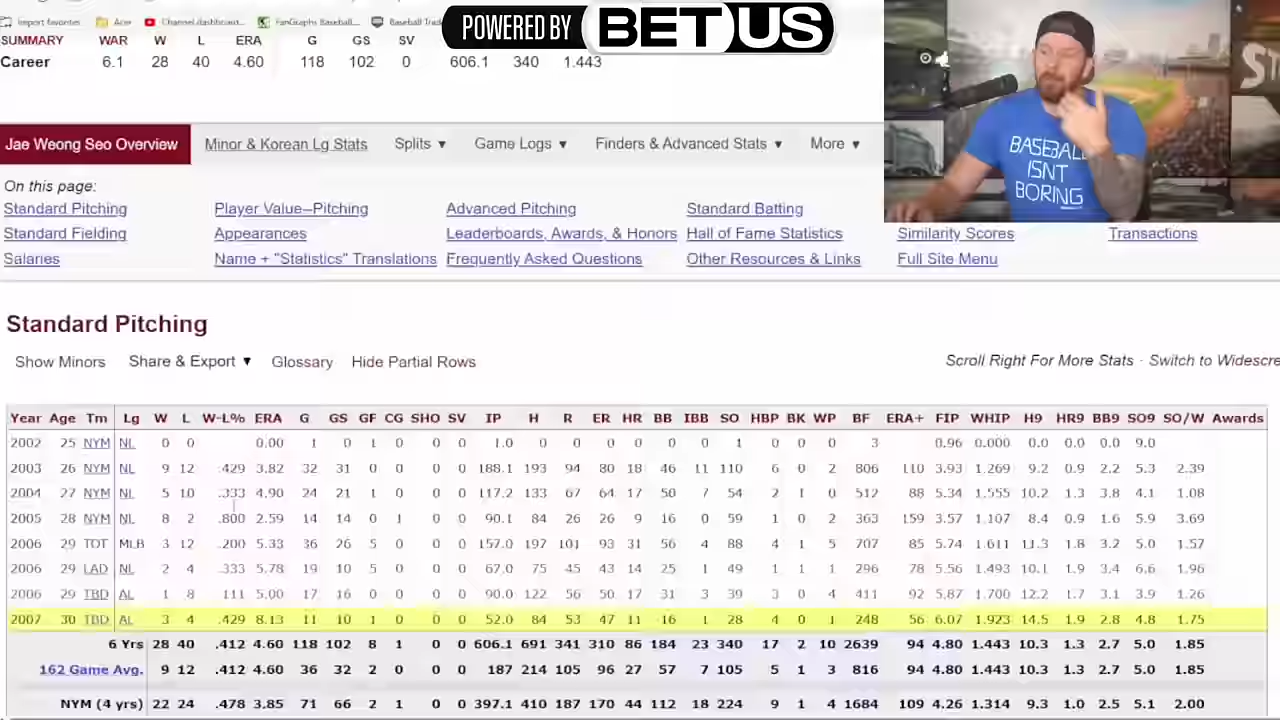 POWERED BY BETUS
Import favorites Acer Channel dashboard... FanGraphs Baseball... Baseball Trad
SUMMARY WAR W L ERA G GS SV
Career 6.1 28 40 4.60 118 102 0 606.1 340 1.443
BASEBALL
ISN'T
BORING
ST
Jae Weong Seo Overview Minor & Korean Lg Stats Splits ▼ Game Logs ▼ Finders & Advanced Stats ▼ More ▼
On this page:
Standard Pitching Player Value--Pitching Advanced Pitching Standard Batting
Standard Fielding Appearances Leaderboards, Awards, & Honors Hall of Fame Statistics Similarity Scores Transactions
Salaries Name + "Statistics" Translations Frequently Asked Questions Other Resources & Links Full Site Menu
Standard Pitching
Show Minors Share & Export ▼ Glossary Hide Partial Rows Scroll Right For More Stats · Switch to Widescre
Year Age Tm Lg W L W-L% ERA G GS GF CG SHO SV IP H R ER HR BB IBB SO HBP BK WP BF ERA+ FIP WHIP H9 HR9 BB9 SO9 SO/W Awards
2002 25 NYM NL 0 0 0.00 1 0 1 0 0 0 1.0 0 0 0 0 0 0 1 0 0 0 3 0.96 0.000 0.0 0.0 0.0 9.0
2003 26 NYM NL 9 12 .429 3.82 32 31 0 0 0 0 188.1 193 94 80 18 46 11 110 6 0 2 806 110 3.93 1.269 9.2 0.9 2.2 5.3 2.39
2004 27 NYM NL 5 10 .333 4.90 24 21 1 0 0 0 117.2 133 67 64 17 50 7 54 2 1 0 512 88 5.34 1.555 10.2 1.3 3.8 4.1 1.08
2005 28 NYM NL 8 2 .800 2.59 14 14 0 1 0 0 90.1 84 26 26 9 16 0 59 1 0 2 363 159 3.57 1.107 8.4 0.9 1.6 5.9 3.69
2006 29 TOT MLB 3 12 .200 5.33 36 26 5 0 0 0 157.0 197 101 93 31 56 4 88 4 1 5 707 85 5.74 1.611 11.3 1.8 3.2 5.0 1.57
2006 29 LAD NL 2 4 .333 5.78 19 10 5 0 0 0 67.0 75 45 43 14 25 1 49 1 1 1 296 78 5.56 1.493 10.1 1.9 3.4 6.6 1.96
2006 29 TBD AL 1 8 .111 5.00 17 16 0 0 0 0 90.0 122 56 50 17 31 3 39 3 0 4 411 92 5.87 1.700 12.2 1.7 3.1 3.9 1.26
2007 30 TBD AL 3 4 .429 8.13 11 10 1 0 0 0 52.0 84 53 47 11 16 1 28 4 0 1 248 56 6.07 1.923 14.5 1.9 2.8 4.8 1.75
6 Yrs 28 40 .412 4.60 118 102 8 1 0 0 606.1 691 341 310 86 184 23 340 17 2 10 2639 94 4.80 1.443 10.3 1.3 2.7 5.0 1.85
162 Game Avg. 9 12 .412 4.60 36 32 2 0 0 0 187 214 105 96 27 57 7 105 5 1 3 816 94 4.80 1.443 10.3 1.3 2.7 5.0 1.85
NYM (4 yrs) 22 24 .478 3.85 71 66 2 1 0 0 397.1 410 187 170 44 112 18 224 9 1 4 1684 109 4.26 1.314 9.3 1.0 2.5 5.1 2.00